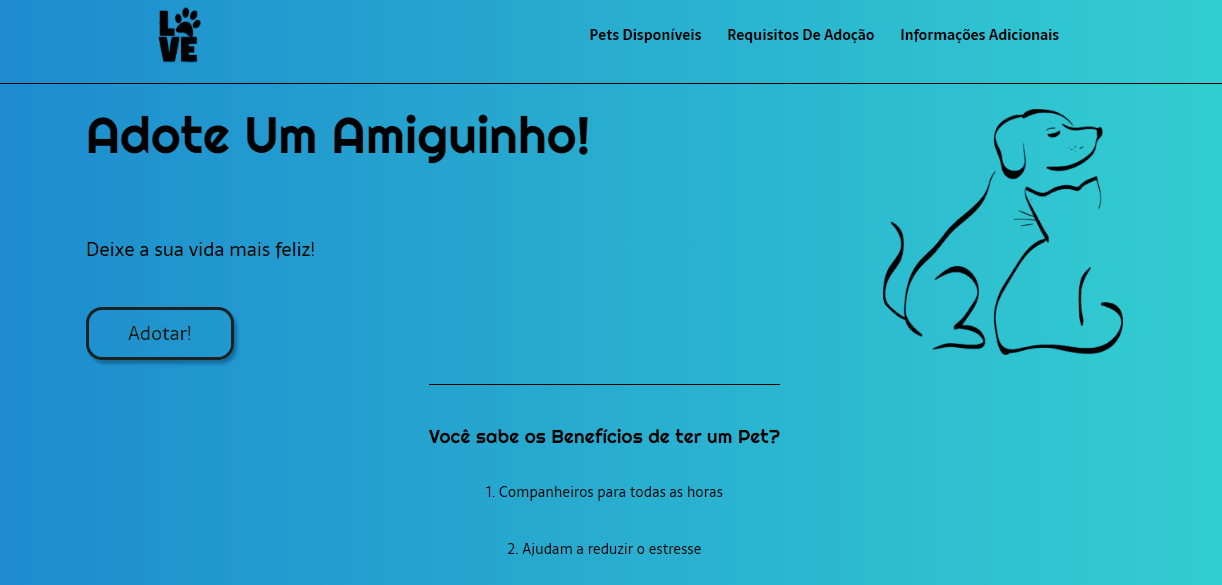 LOVE
Pets Disponíveis Requisitos De Adoção Informações Adicionais
Adote Um Amiguinho!
Deixe a sua vida mais feliz!
Adotar!
Você sabe os Benefícios de ter um Pet?
1. Companheiros para todas as horas
2. Ajudam a reduzir o estresse